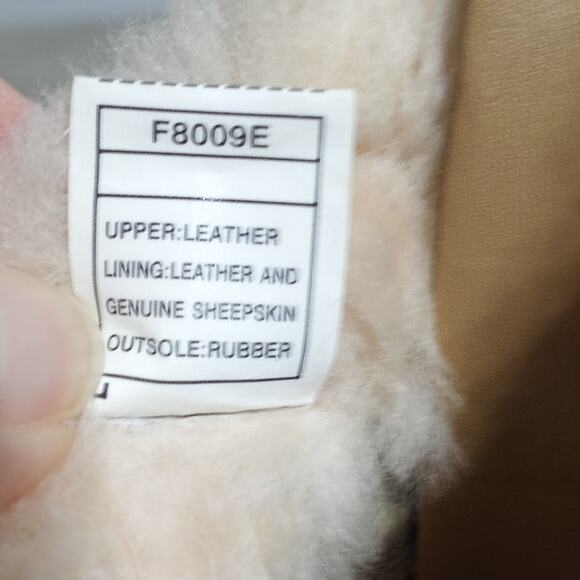 F8009E
UPPER:LEATHER
LINING:LEATHER AND
GENUINE SHEEPSKIN
OUTSOLE:RUBBER